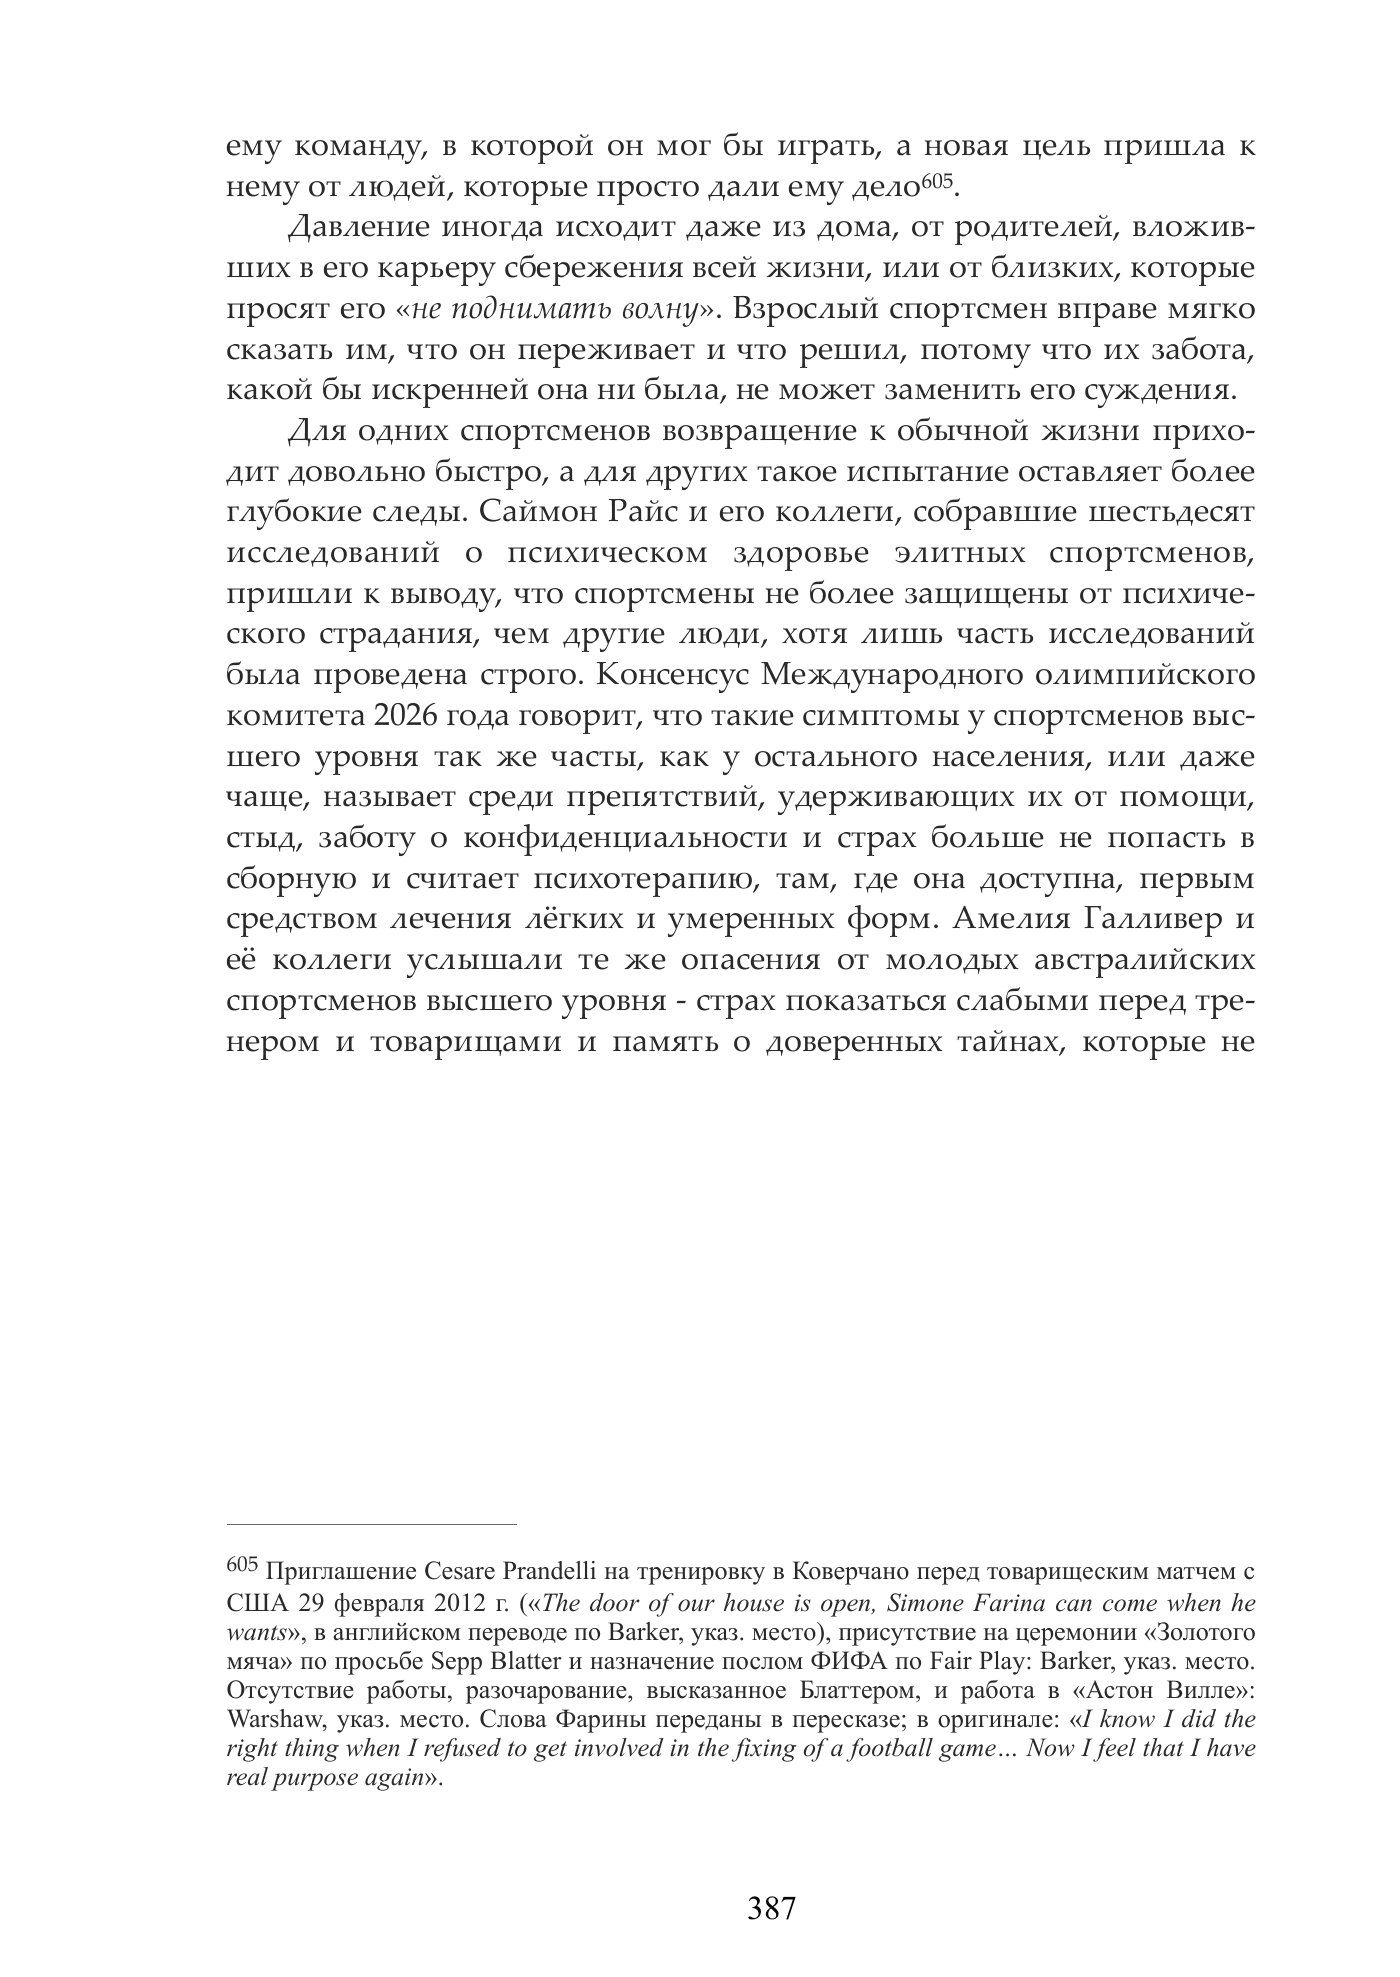 ему команду, в которой он мог бы играть, а новая цель пришла к
нему от людей, которые просто дали ему дело605.
Давление иногда исходит даже из дома, от родителей, вложив-
ших в его карьеру сбережения всей жизни, или от близких, которые
просят его «не поднимать волну». Взрослый спортсмен вправе мягко
сказать им, что он переживает и что решил, потому что их забота,
какой бы искренней она ни была, не может заменить его суждения.
Для одних спортсменов возвращение к обычной жизни прихо-
дит довольно быстро, а для других такое испытание оставляет более
глубокие следы. Саймон Райс и его коллеги, собравшие шестьдесят
исследований о психическом здоровье элитных спортсменов,
пришли к выводу, что спортсмены не более защищены от психиче-
ского страдания, чем другие люди, хотя лишь часть исследований
была проведена строго. Консенсус Международного олимпийского
комитета 2026 года говорит, что такие симптомы у спортсменов выс-
шего уровня так же часты, как у остального населения, или даже
чаще, называет среди препятствий, удерживающих их от помощи,
стыд, заботу о конфиденциальности и страх больше не попасть в
сборную и считает психотерапию, там, где она доступна, первым
средством лечения лёгких и умеренных форм. Амелия Галливер и
её коллеги услышали те же опасения от молодых австралийских
спортсменов высшего уровня - страх показаться слабыми перед тре-
нером и товарищами и память о доверенных тайнах, которые не
605 Приглашение Cesare Prandelli на тренировку в Коверчано перед товарищеским матчем с
США 29 февраля 2012 г. («The door of our house is open, Simone Farina can come when he
wants», в английском переводе по Barker, указ. место), присутствие на церемонии «Золотого
мяча» по просьбе Sepp Blatter и назначение послом ФИФА по Fair Play: Barker, указ. место.
Отсутствие работы, разочарование, высказанное Блаттером, и работа в «Астон Вилле»:
Warshaw, указ. место. Слова Фарины переданы в пересказе; в оригинале: «I know I did the
right thing when I refused to get involved in the fixing of a football game… Now I feel that I have
real purpose again».
387